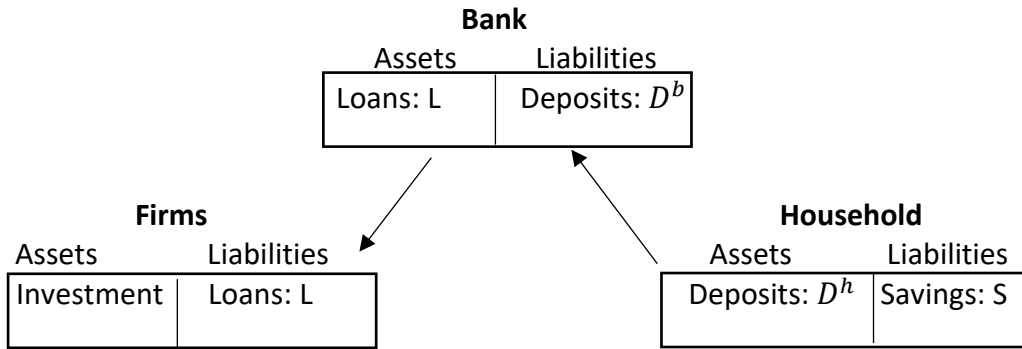 Bank
Assets Liabilities
Loans: L Deposits: D^b
Firms
Assets Liabilities
Investment Loans: L
Household
Assets Liabilities
Deposits: D^h Savings: S